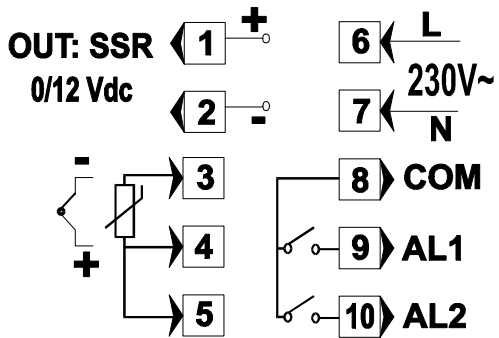 OUT: SSR 1 +
0/12 Vdc 2 -
6 L
230V~
7 N
- 3
4
+ 5
8 COM
9 AL1
10 AL2